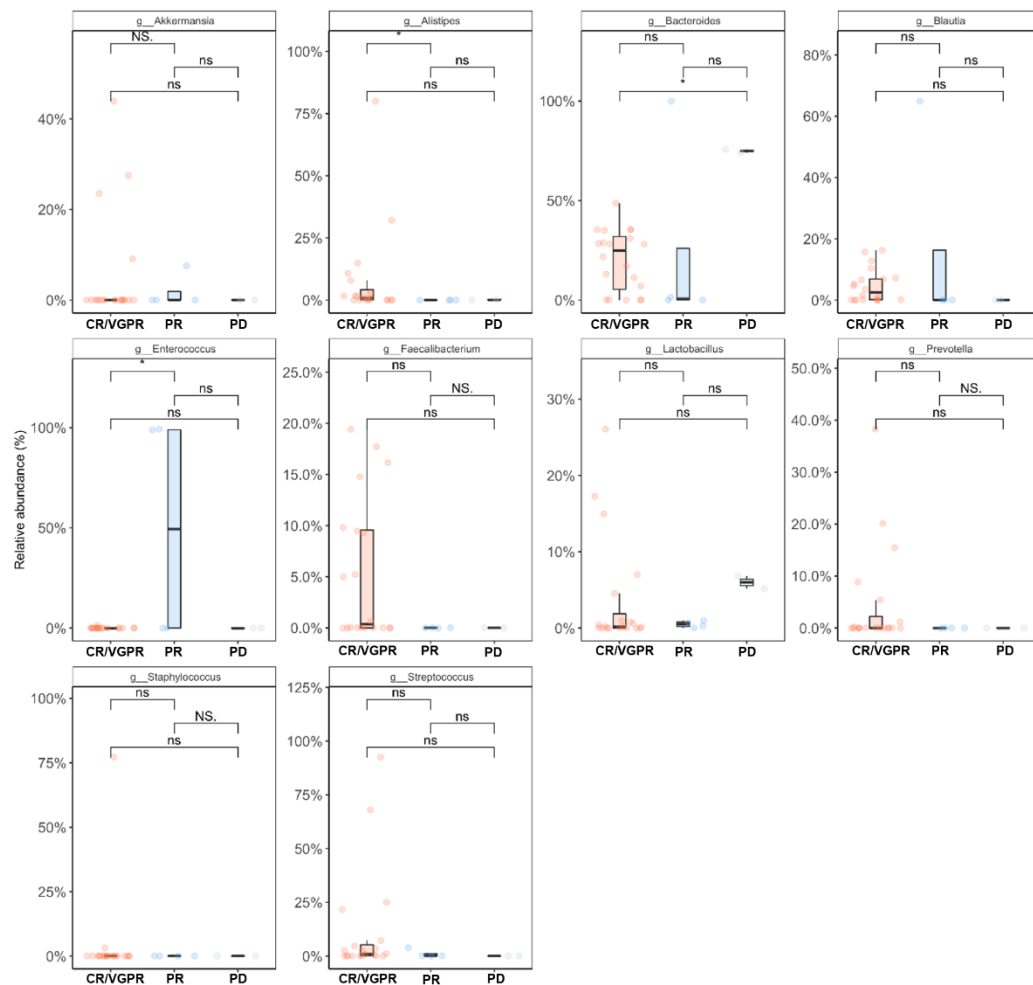 g__Akkermansia
NS.
ns
ns
40%
20%
0%
CR/VGPR PR PD
g__Alistipes
*
ns
ns
100%
75%
50%
25%
0%
CR/VGPR PR PD
g__Bacteroides
ns
ns
*
100%
50%
0%
CR/VGPR PR PD
g__Blautia
ns
ns
ns
80%
60%
40%
20%
0%
CR/VGPR PR PD
Relative abundance (%)
g__Enterococcus
*
ns
ns
100%
50%
0%
CR/VGPR PR PD
g__Faecalibacterium
ns
NS.
ns
25.0%
20.0%
15.0%
10.0%
5.0%
0.0%
CR/VGPR PR PD
g__Lactobacillus
ns
ns
ns
30%
20%
10%
0%
CR/VGPR PR PD
g__Prevotella
ns
NS.
ns
50.0%
40.0%
30.0%
20.0%
10.0%
0.0%
CR/VGPR PR PD
g__Staphylococcus
ns
NS.
ns
100%
75%
50%
25%
0%
CR/VGPR PR PD
g__Streptococcus
ns
ns
ns
125%
100%
75%
50%
25%
0%
CR/VGPR PR PD